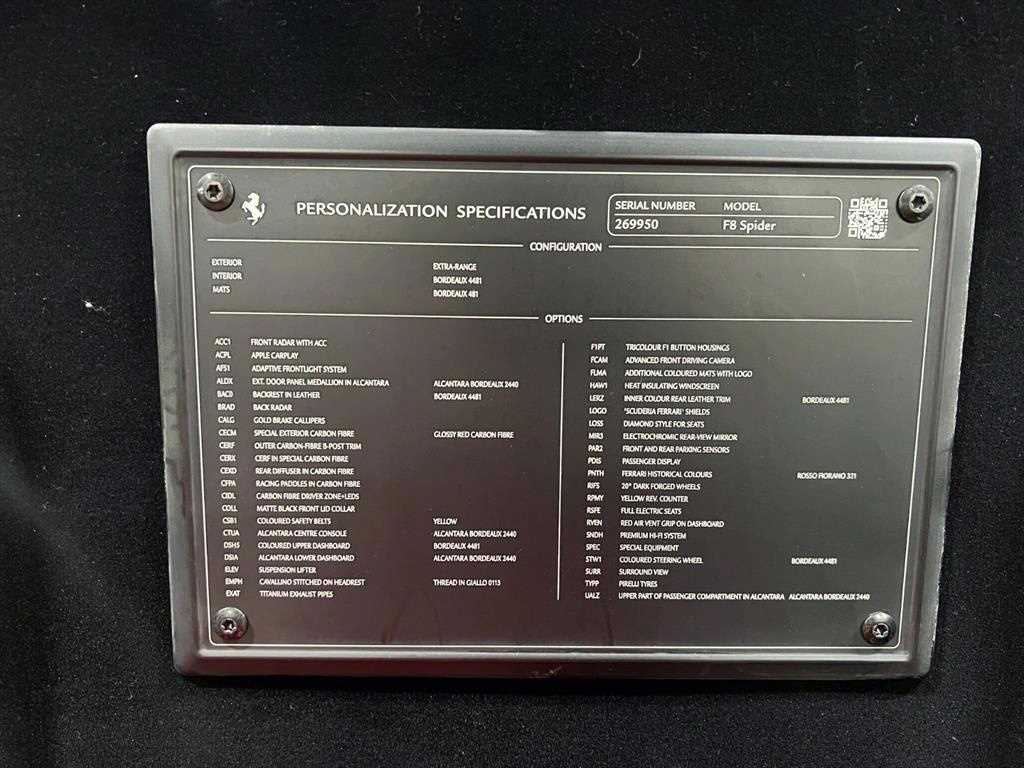 PERSONALIZATION SPECIFICATIONS
SERIAL NUMBER MODEL
269950 F8 Spider
CONFIGURATION
EXTERIOR EXTRA-RANGE
INTERIOR BORDEAUX 4481
MATS BORDEAUX 481
OPTIONS
ACC1 FRONT RADAR WITH ACC
ACPL APPLE CARPLAY
AFS1 ADAPTIVE FRONTLIGHT SYSTEM
ALDX EXT. DOOR PANEL MEDALLION IN ALCANTARA ALCANTARA BORDEAUX 2440
BAC0 BACKREST IN LEATHER BORDEAUX 4481
BRAD BACK RADAR
CALG GOLD BRAKE CALLIPERS
CECM SPECIAL EXTERIOR CARBON FIBRE GLOSSY RED CARBON FIBRE
CERF OUTER CARBON-FIBRE B-POST TRIM
CERX CERF IN SPECIAL CARBON FIBRE
CEXD REAR DIFFUSER IN CARBON FIBRE
CFPA RACING PADDLES IN CARBON FIBRE
CIDL CARBON FIBRE DRIVER ZONE+LEDS
COLL MATTE BLACK FRONT LID COLLAR
CSB1 COLOURED SAFETY BELTS YELLOW
CTUA ALCANTARA CENTRE CONSOLE ALCANTARA BORDEAUX 2440
DSH5 COLOURED UPPER DASHBOARD BORDEAUX 4481
DSIA ALCANTARA LOWER DASHBOARD ALCANTARA BORDEAUX 2440
ELEV SUSPENSION LIFTER
EMPH CAVALLINO STITCHED ON HEADREST THREAD IN GIALLO 0113
EXAT TITANIUM EXHAUST PIPES
F1PT TRICOLOUR F1 BUTTON HOUSINGS
FCAM ADVANCED FRONT DRIVING CAMERA
FLMA ADDITIONAL COLOURED MATS WITH LOGO
HAW1 HEAT INSULATING WINDSCREEN
LERZ INNER COLOUR REAR LEATHER TRIM BORDEAUX 4481
LOGO "SCUDERIA FERRARI" SHIELDS
LOSS DIAMOND STYLE FOR SEATS
MIR3 ELECTROCHROMIC REAR-VIEW MIRROR
PAR2 FRONT AND REAR PARKING SENSORS
PDIS PASSENGER DISPLAY
PNTH FERRARI HISTORICAL COLOURS ROSSO FIORANO 321
RIFS 20" DARK FORGED WHEELS
RPMY YELLOW REV. COUNTER
RSFE FULL ELECTRIC SEATS
RVEN RED AIR VENT GRIP ON DASHBOARD
SNDH PREMIUM HI-FI SYSTEM
SPEC SPECIAL EQUIPMENT
STW1 COLOURED STEERING WHEEL BORDEAUX 4481
SURR SURROUND VIEW
TYPP PIRELLI TYRES
UALZ UPPER PART OF PASSENGER COMPARTMENT IN ALCANTARA ALCANTARA BORDEAUX 2440